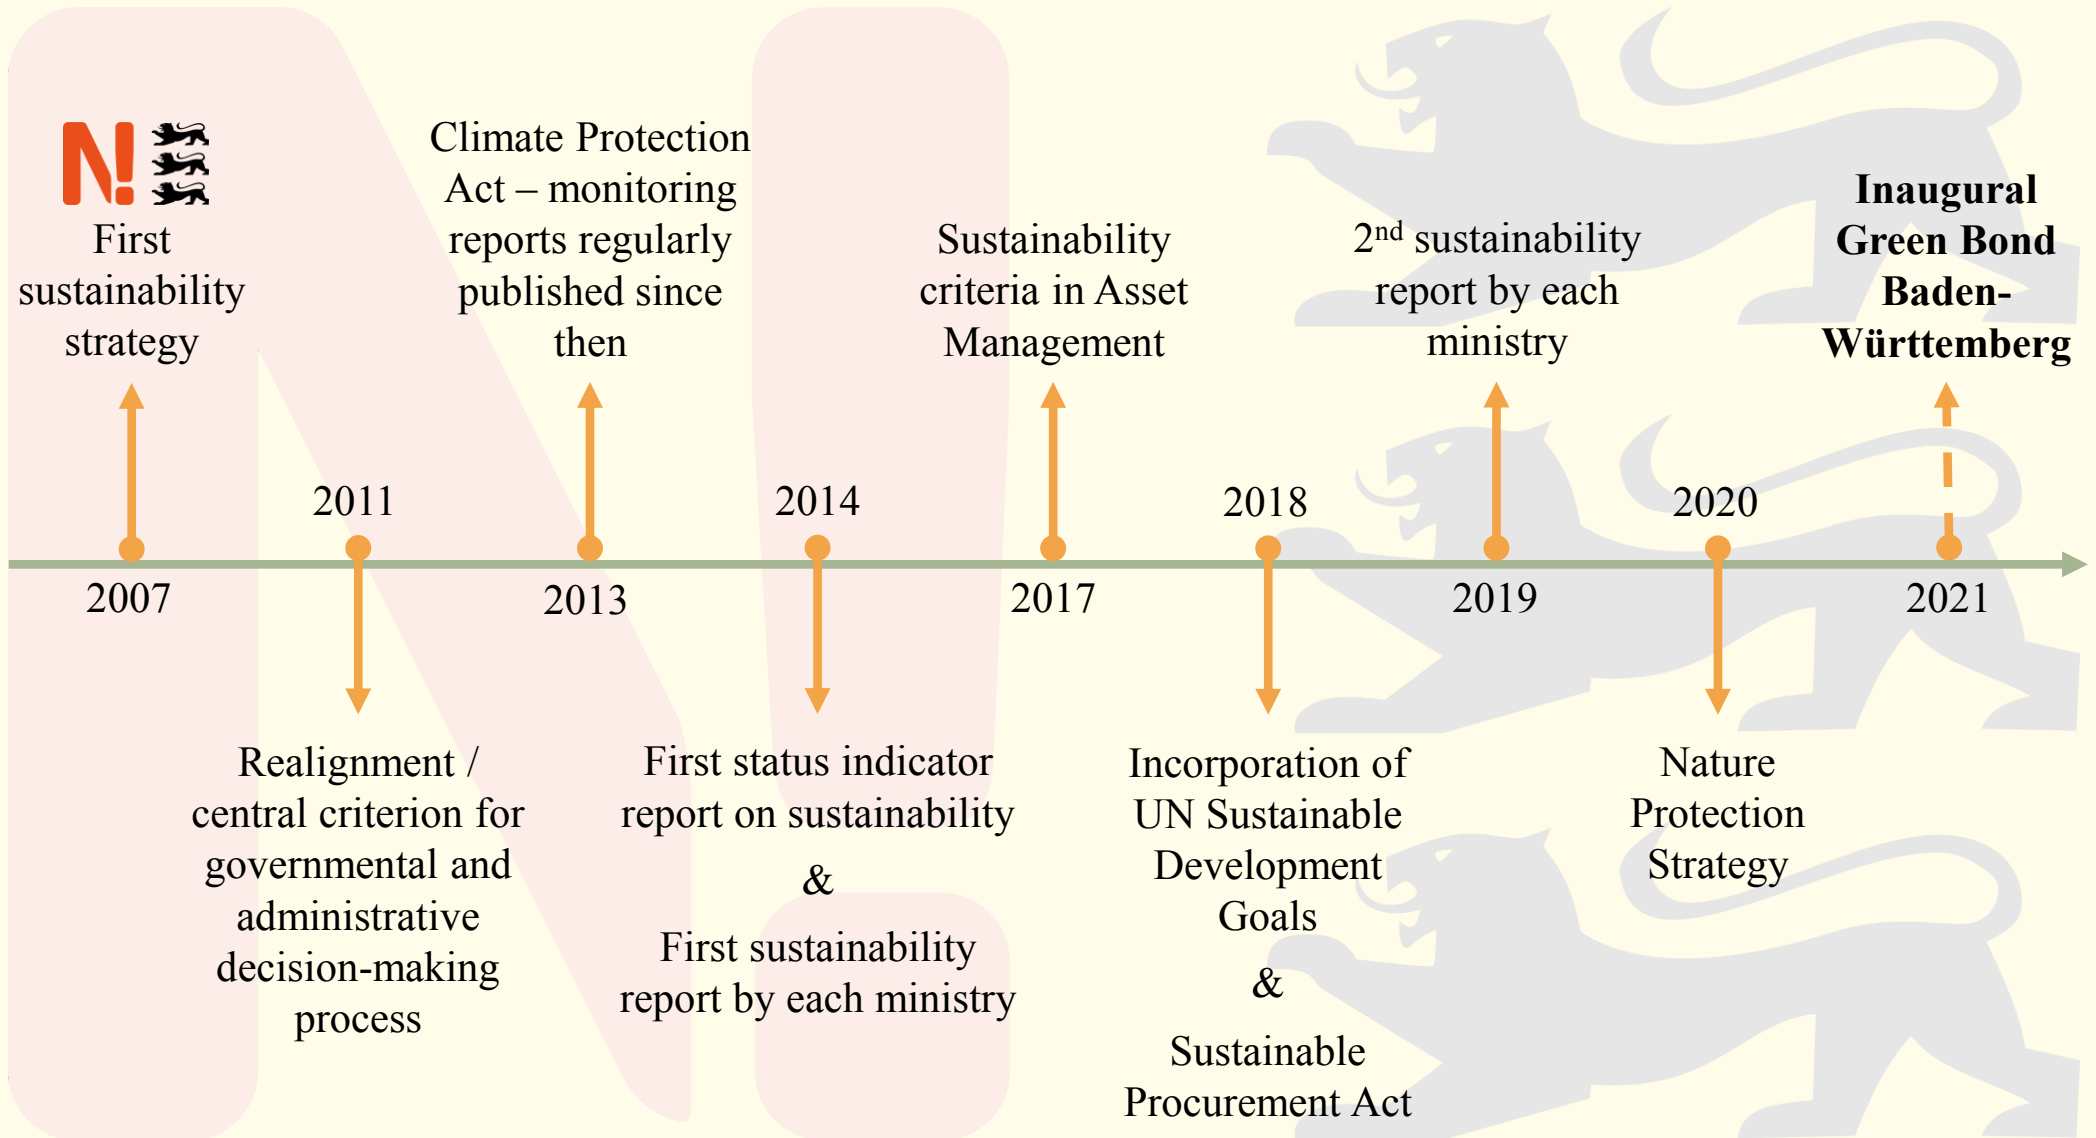 N!
First
sustainability
strategy
2007
2011
Realignment /
central criterion for
governmental and
administrative
decision-making
process
Climate Protection
Act – monitoring
reports regularly
published since
then
2013
2014
First status indicator
report on sustainability
&
First sustainability
report by each ministry
Sustainability
criteria in Asset
Management
2017
2018
Incorporation of
UN Sustainable
Development
Goals
&
Sustainable
Procurement Act
2nd sustainability
report by each
ministry
2019
2020
Nature
Protection
Strategy
Inaugural
Green Bond
Baden-
Württemberg
2021